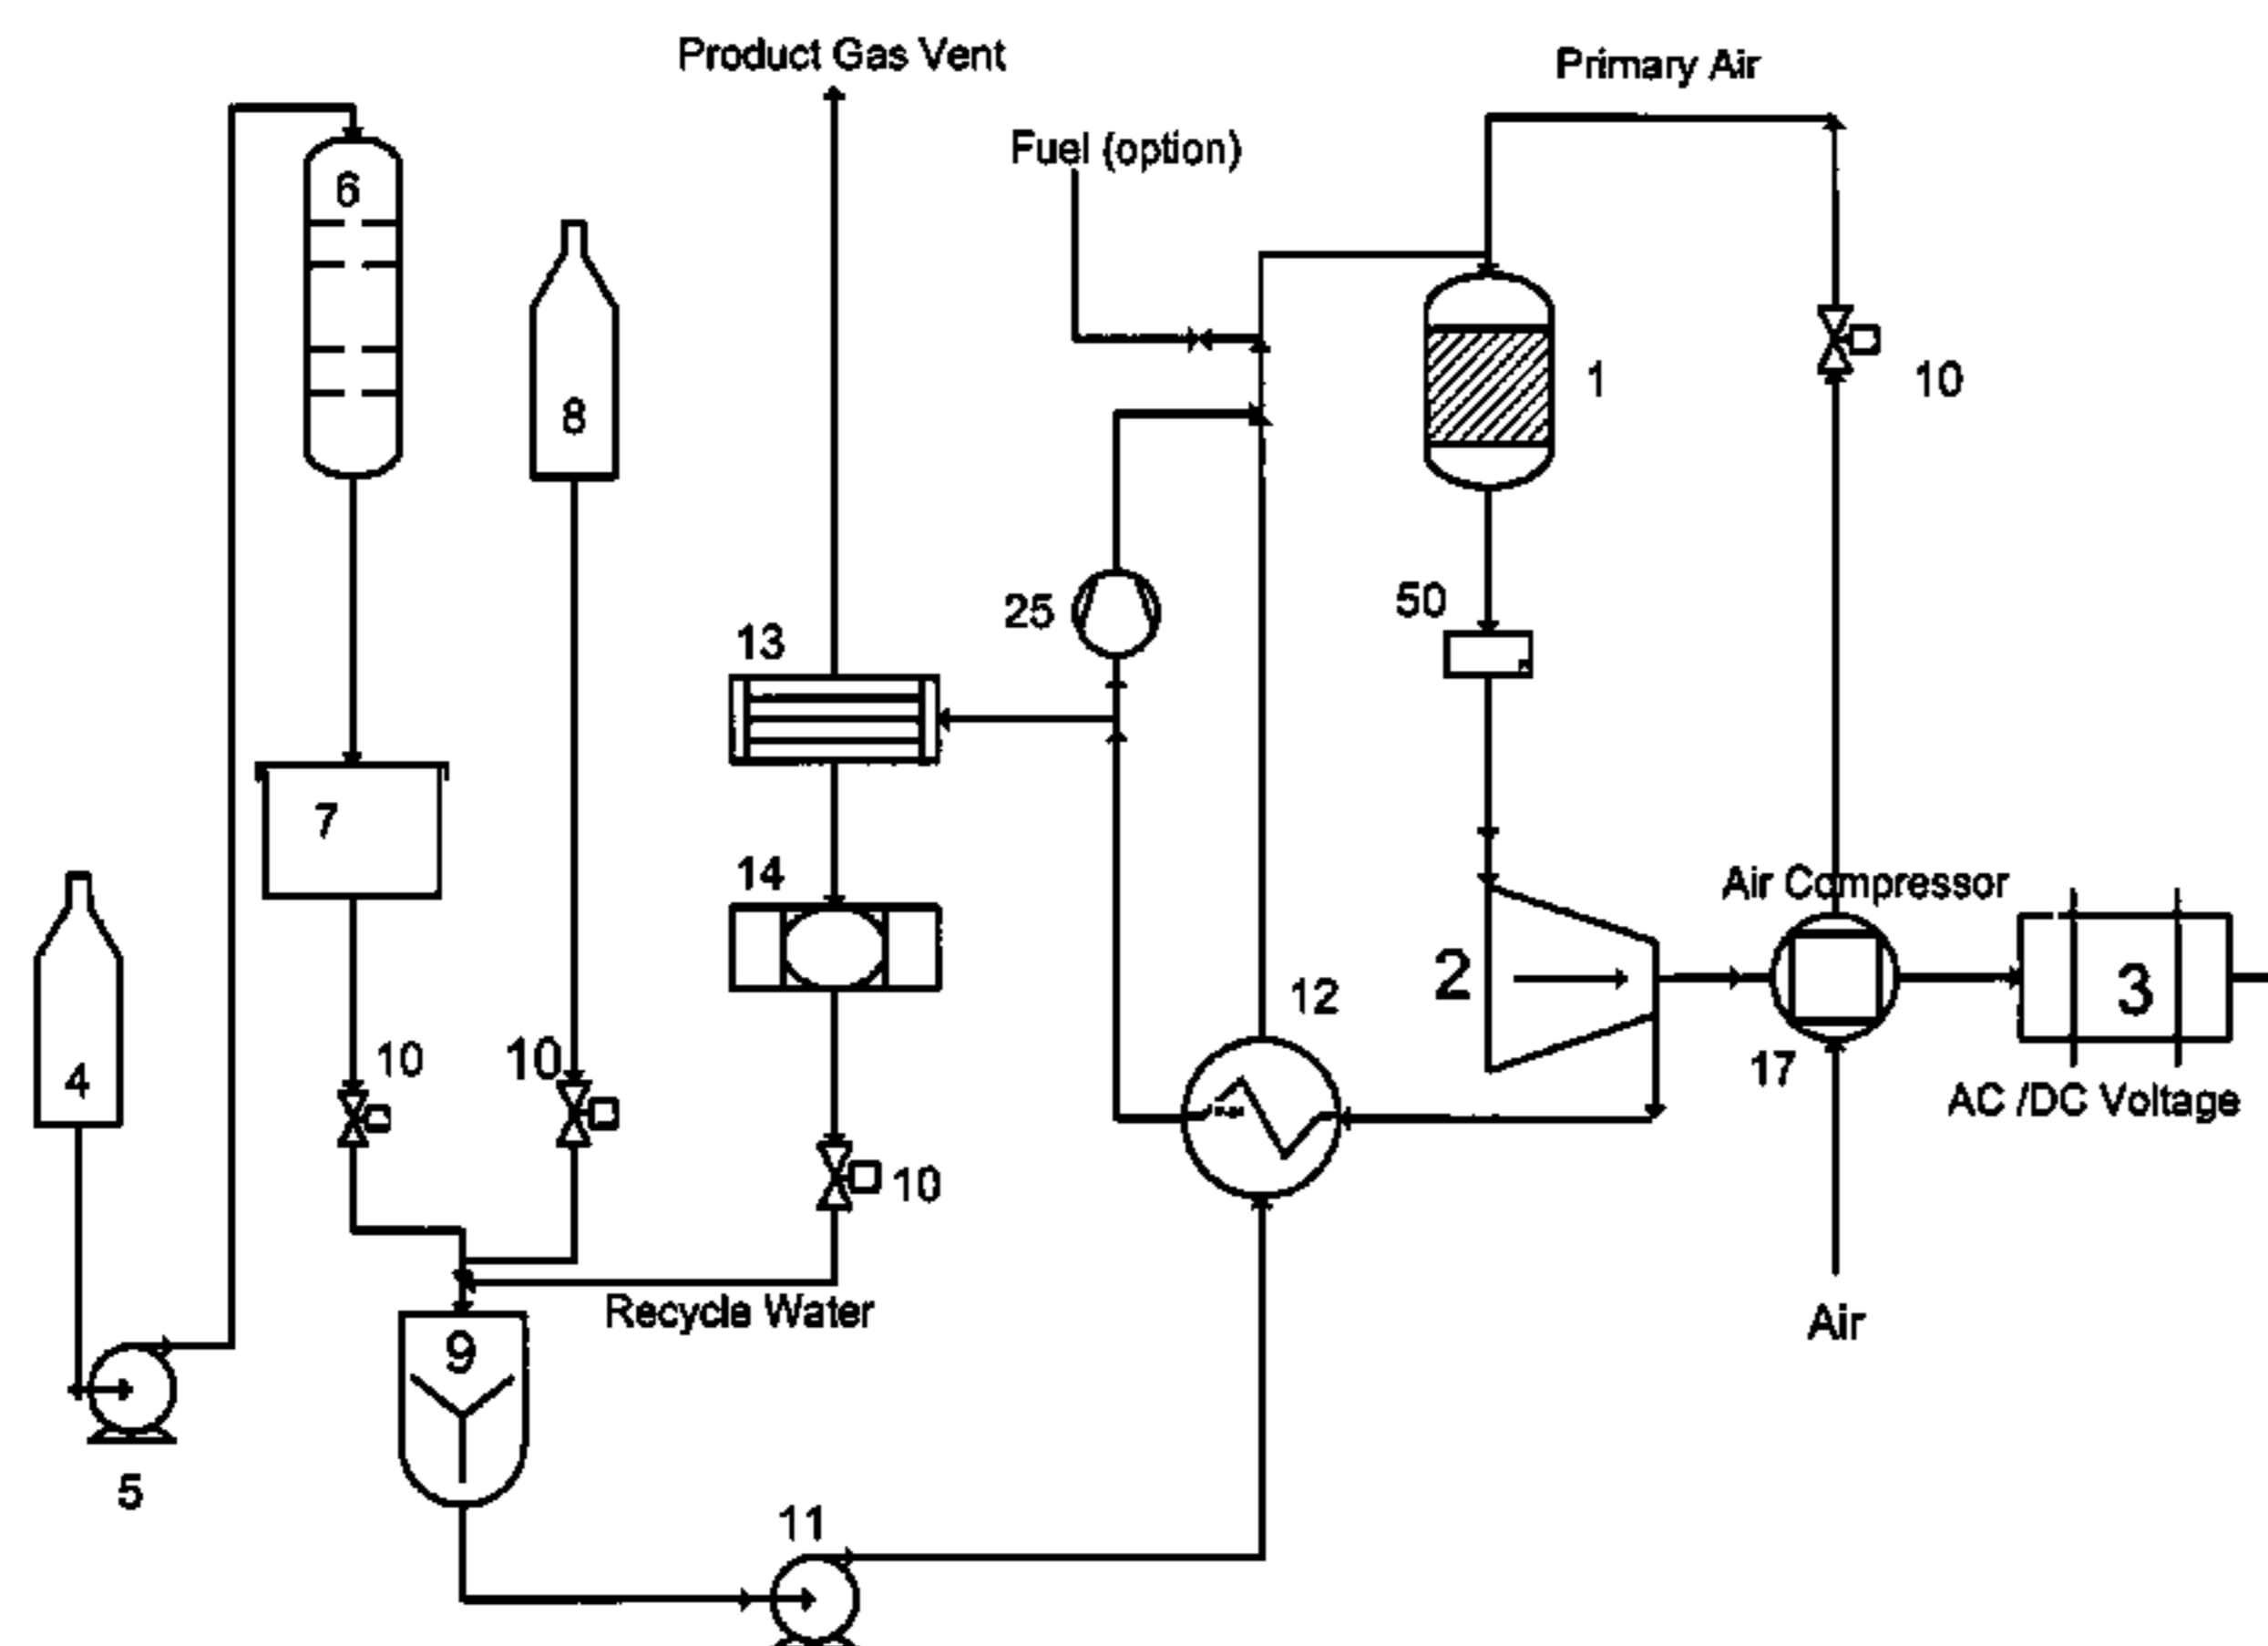 Product Gas Vent
Primary Air
Fuel (option)
6
8
1
10
25
50
13
7
14
Air Compressor
4
10
10
2
12
3
17
AC /DC Voltage
10
Recycle Water
Air
9
5
11